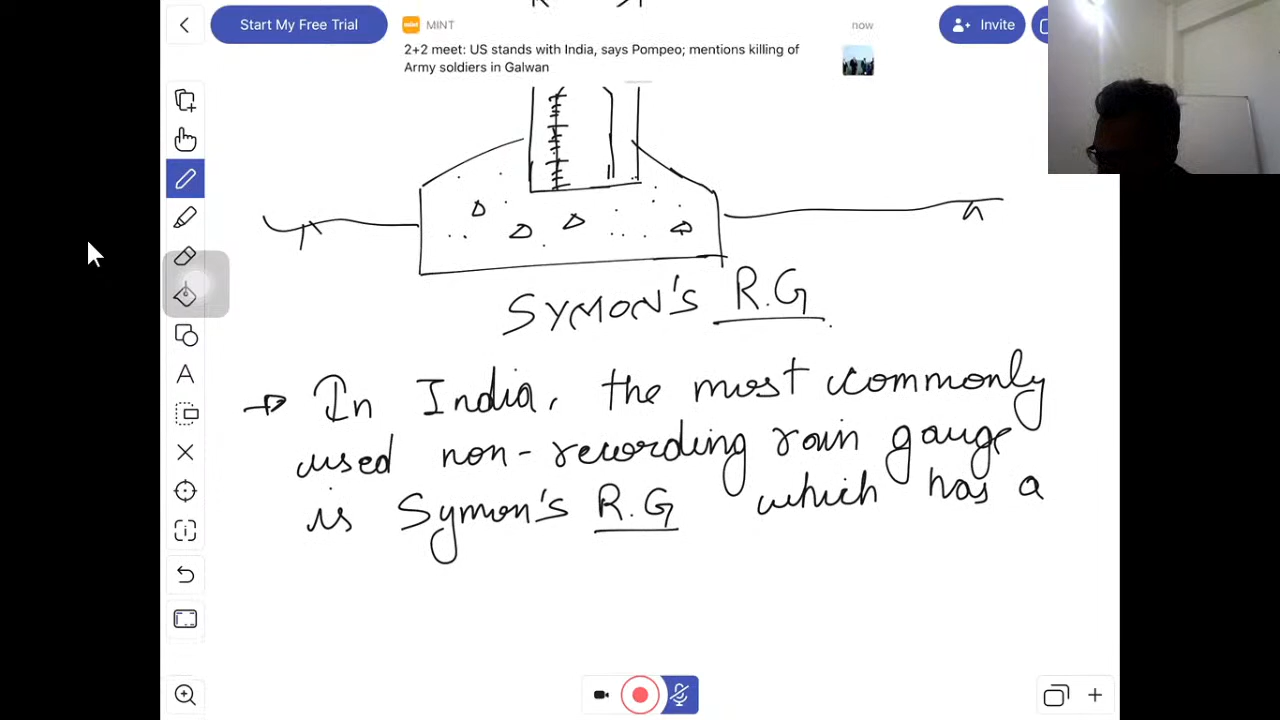 Start My Free Trial
MINT
now
Invite
2+2 meet: US stands with India, says Pompeo; mentions killing of
Army soldiers in Galwan
SYMON'S R.G
→ In India, the most commonly
used non-recording rain gauge
is Symon's R.G which has a